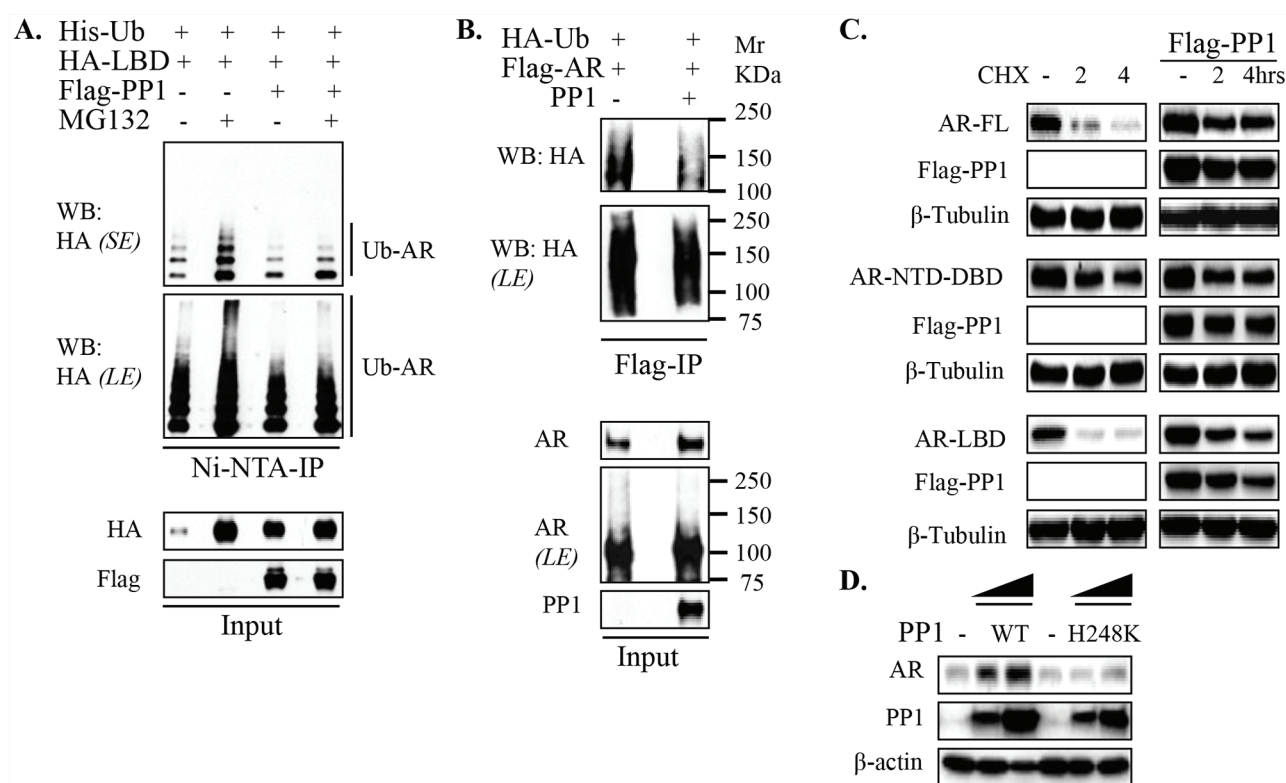 A.
His-Ub + + + +
HA-LBD + + + +
Flag-PP1 - - + +
MG132 - + - +
WB:
HA (SE)
Ub-AR
WB:
HA (LE)
Ub-AR
Ni-NTA-IP
HA
Flag
Input
B.
HA-Ub + +
Flag-AR + +
PP1 - +
Mr
KDa
WB: HA
250
150
100
WB: HA
(LE)
250
150
100
75
Flag-IP
AR
AR
(LE)
250
150
100
75
PP1
Input
C.
Flag-PP1
CHX - 2 4 - 2 4hrs
AR-FL
Flag-PP1
β-Tubulin
AR-NTD-DBD
Flag-PP1
β-Tubulin
AR-LBD
Flag-PP1
β-Tubulin
D.
PP1 - WT - H248K
AR
PP1
β-actin